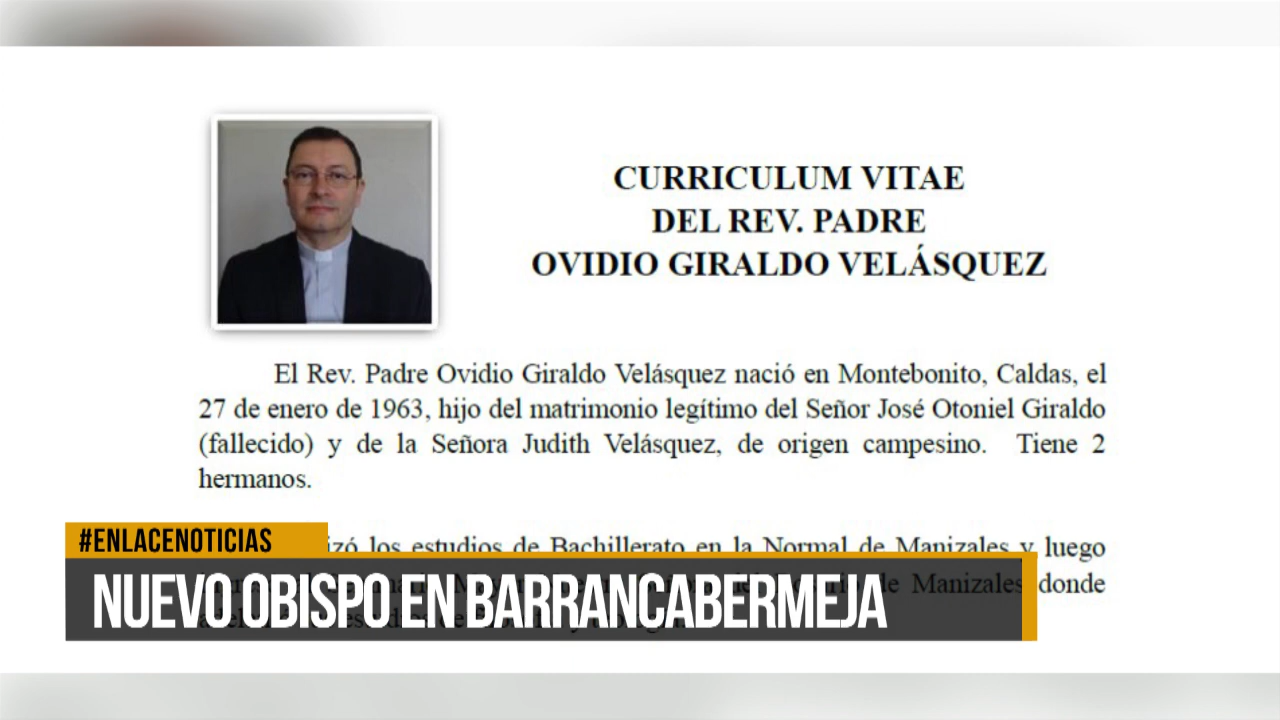 CURRICULUM VITAE
DEL REV. PADRE
OVIDIO GIRALDO VELÁSQUEZ
El Rev. Padre Ovidio Giraldo Velásquez nació en Montebonito, Caldas, el
27 de enero de 1963, hijo del matrimonio legítimo del Señor José Otoniel Giraldo
(fallecido) y de la Señora Judith Velásquez, de origen campesino. Tiene 2
hermanos.
los estudios de Bachillerato en la Normal de Manizales y luego
de Manizales donde
#ENLACENOTICIAS
NUEVO OBISPO EN BARRANCABERMEJA